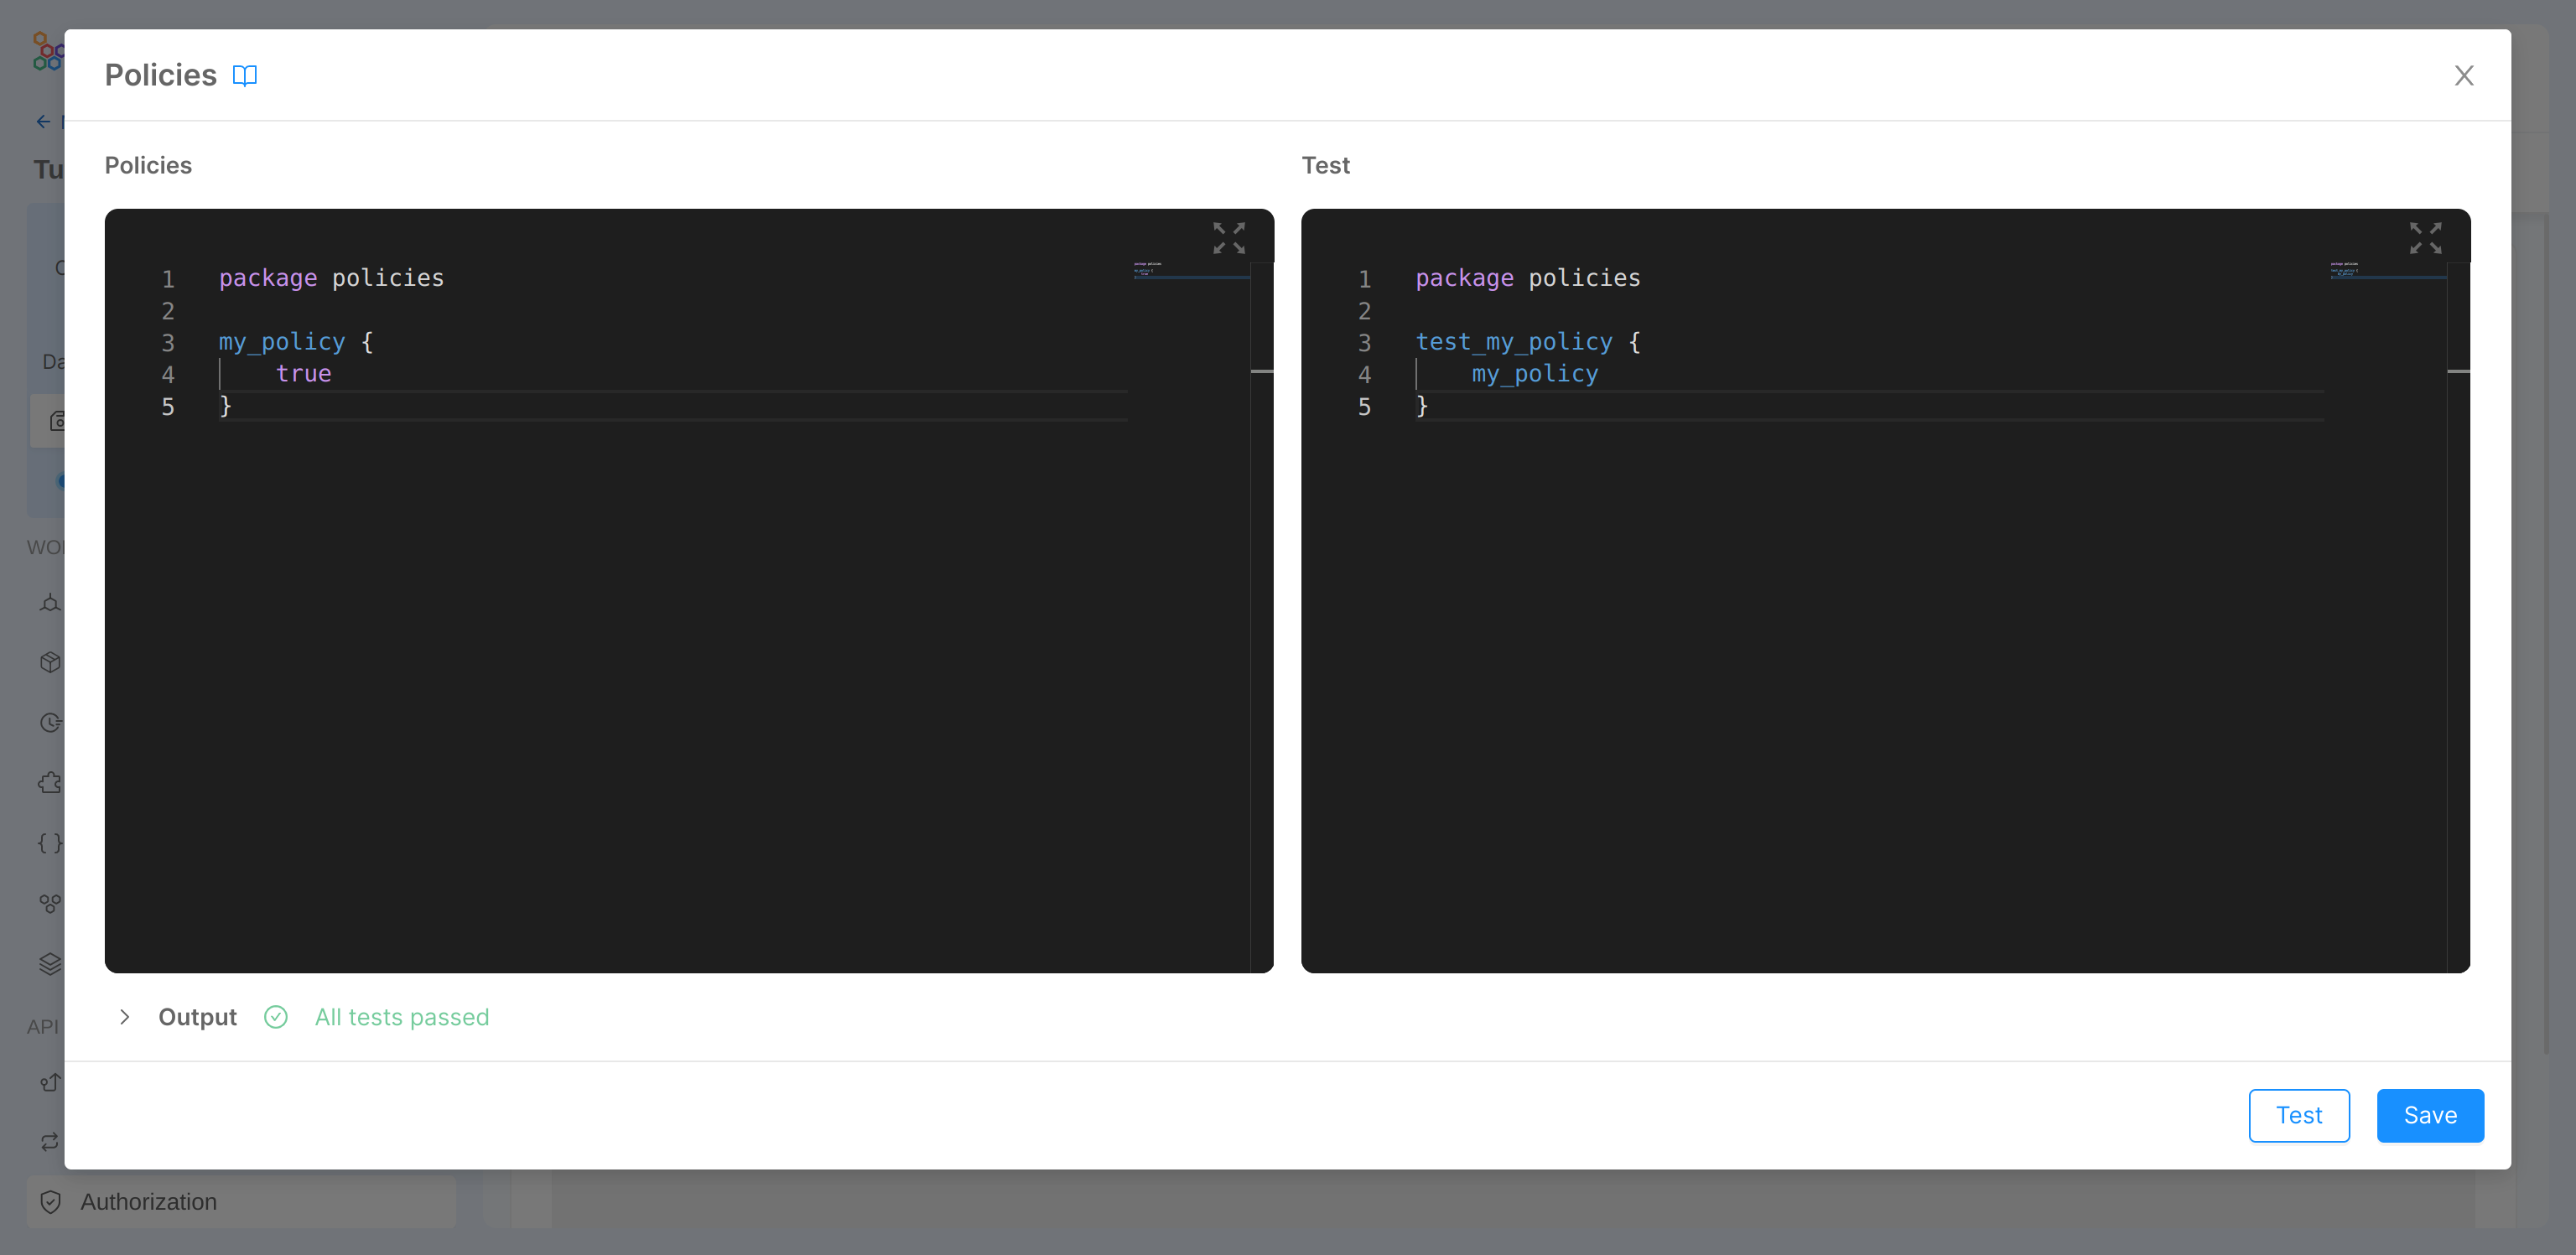 Policies
Policies
Test
1 package policies
2
3 my_policy {
4 true
5 }
1 package policies
2
3 test_my_policy {
4 my_policy
5 }
Output All tests passed
Test Save
Tu
Da
API
Authorization